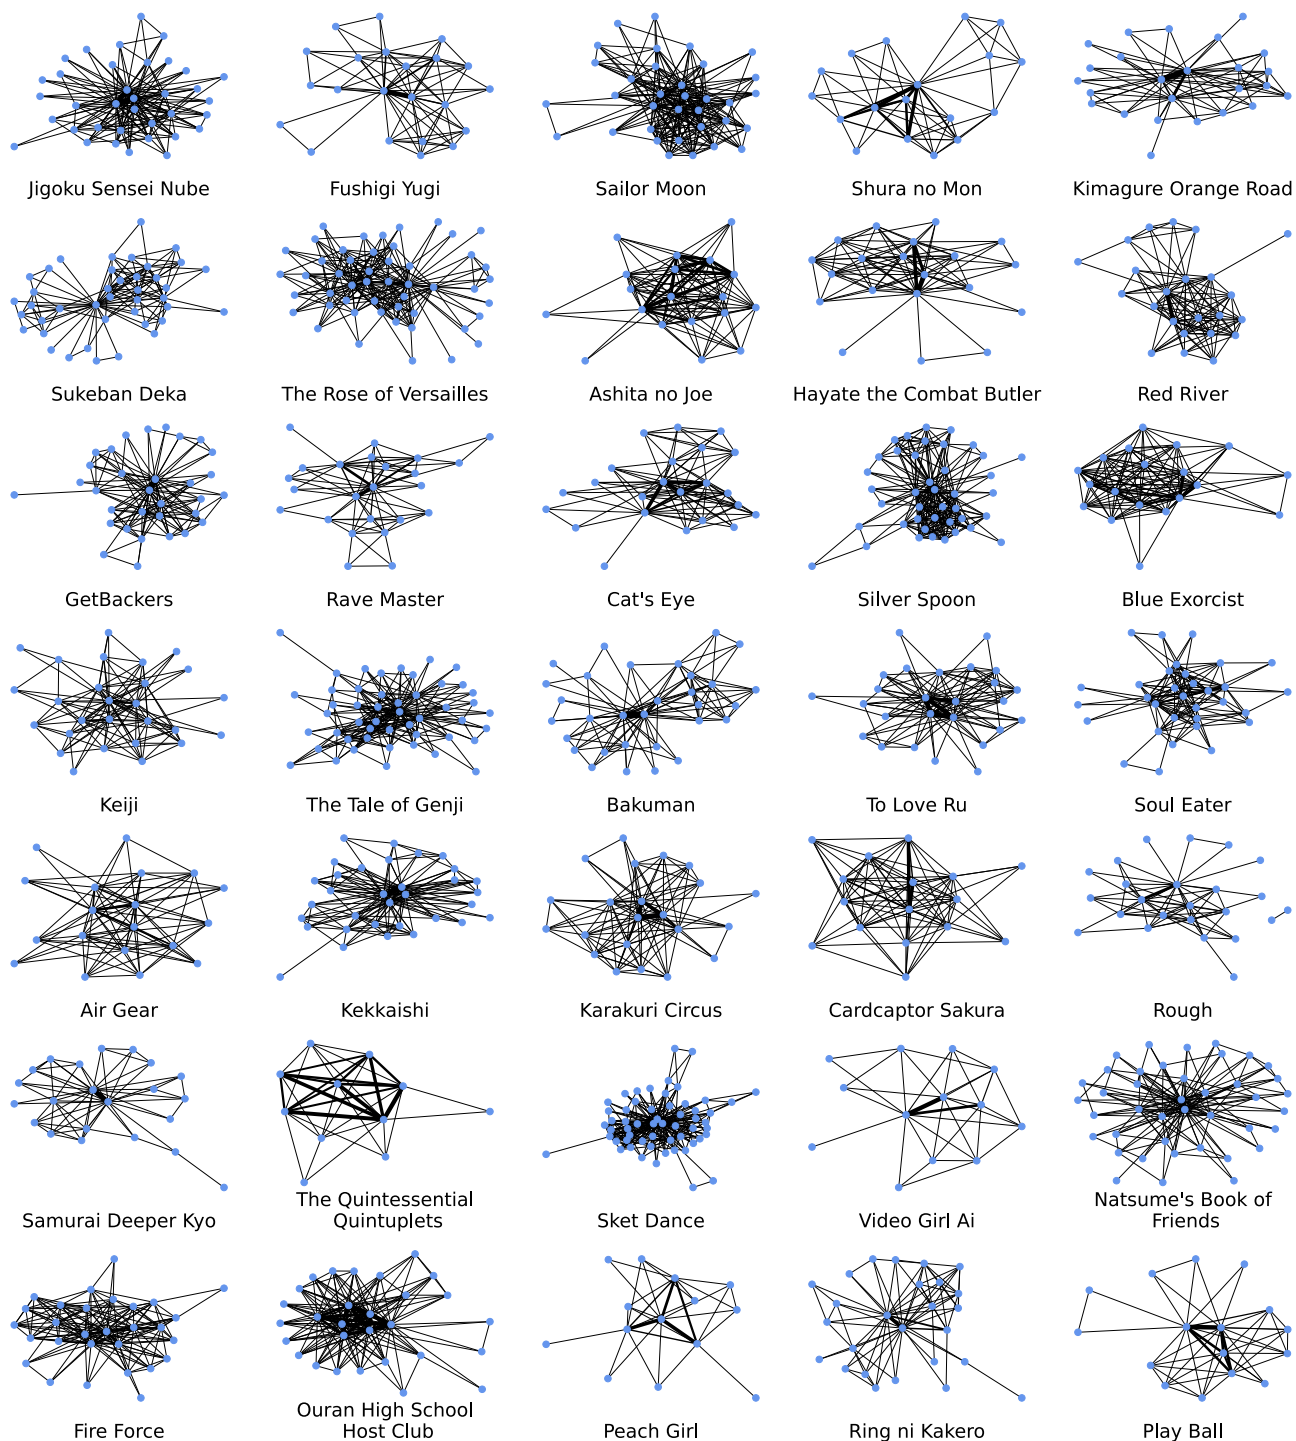 Jigoku Sensei Nube
Fushigi Yugi
Sailor Moon
Shura no Mon
Kimagure Orange Road
Sukeban Deka
The Rose of Versailles
Ashita no Joe
Hayate the Combat Butler
Red River
GetBackers
Rave Master
Cat's Eye
Silver Spoon
Blue Exorcist
Keiji
The Tale of Genji
Bakuman
To Love Ru
Soul Eater
Air Gear
Kekkaishi
Karakuri Circus
Cardcaptor Sakura
Rough
Samurai Deeper Kyo
The Quintessential
Quintuplets
Sket Dance
Video Girl Ai
Natsume's Book of
Friends
Fire Force
Ouran High School
Host Club
Peach Girl
Ring ni Kakero
Play Ball